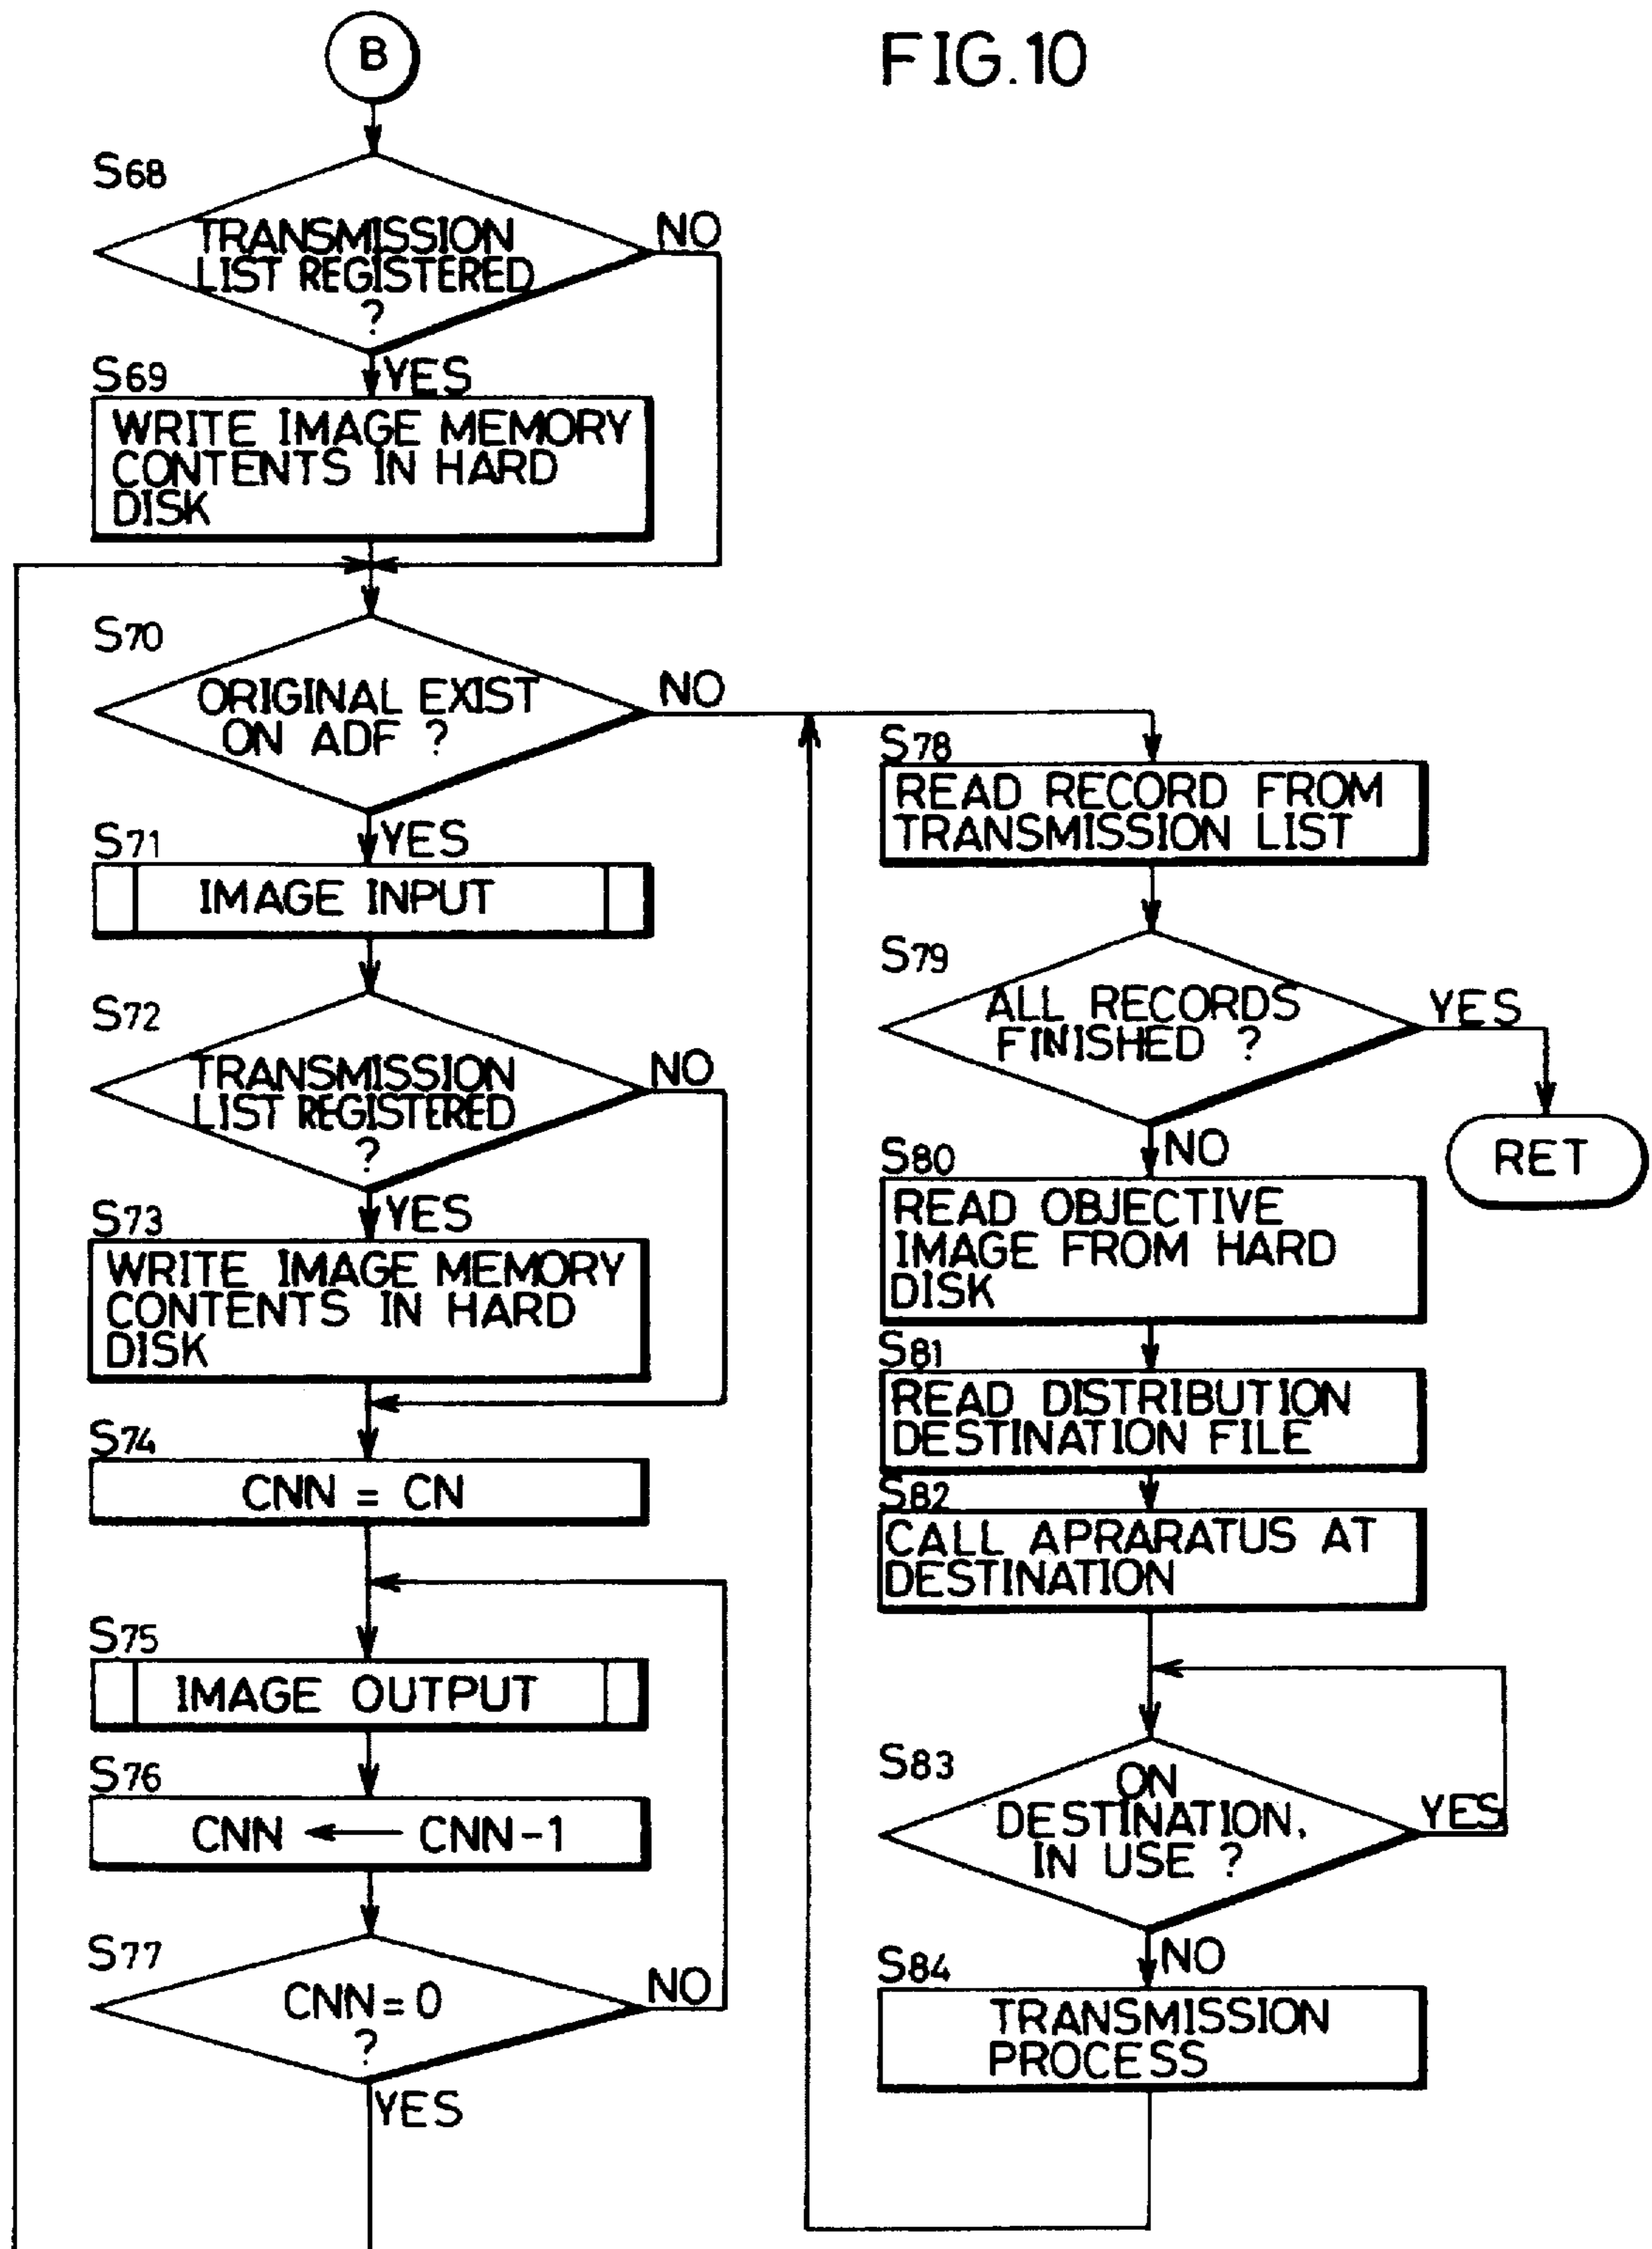 B
FIG.10
S68
TRANSMISSION
LIST REGISTERED
?
NO
YES
S69
WRITE IMAGE MEMORY
CONTENTS IN HARD
DISK
S70
ORIGINAL EXIST
ON ADF ?
NO
YES
S71
IMAGE INPUT
S72
TRANSMISSION
LIST REGISTERED
?
NO
YES
S73
WRITE IMAGE MEMORY
CONTENTS IN HARD
DISK
S74
CNN = CN
S75
IMAGE OUTPUT
S76
CNN ← CNN-1
S77
CNN=0
?
NO
YES
S78
READ RECORD FROM
TRANSMISSION LIST
S79
ALL RECORDS
FINISHED ?
YES
RET
NO
S80
READ OBJECTIVE
IMAGE FROM HARD
DISK
S81
READ DISTRIBUTION
DESTINATION FILE
S82
CALL APRARATUS AT
DESTINATION
S83
ON
DESTINATION,
IN USE ?
YES
NO
S84
TRANSMISSION
PROCESS